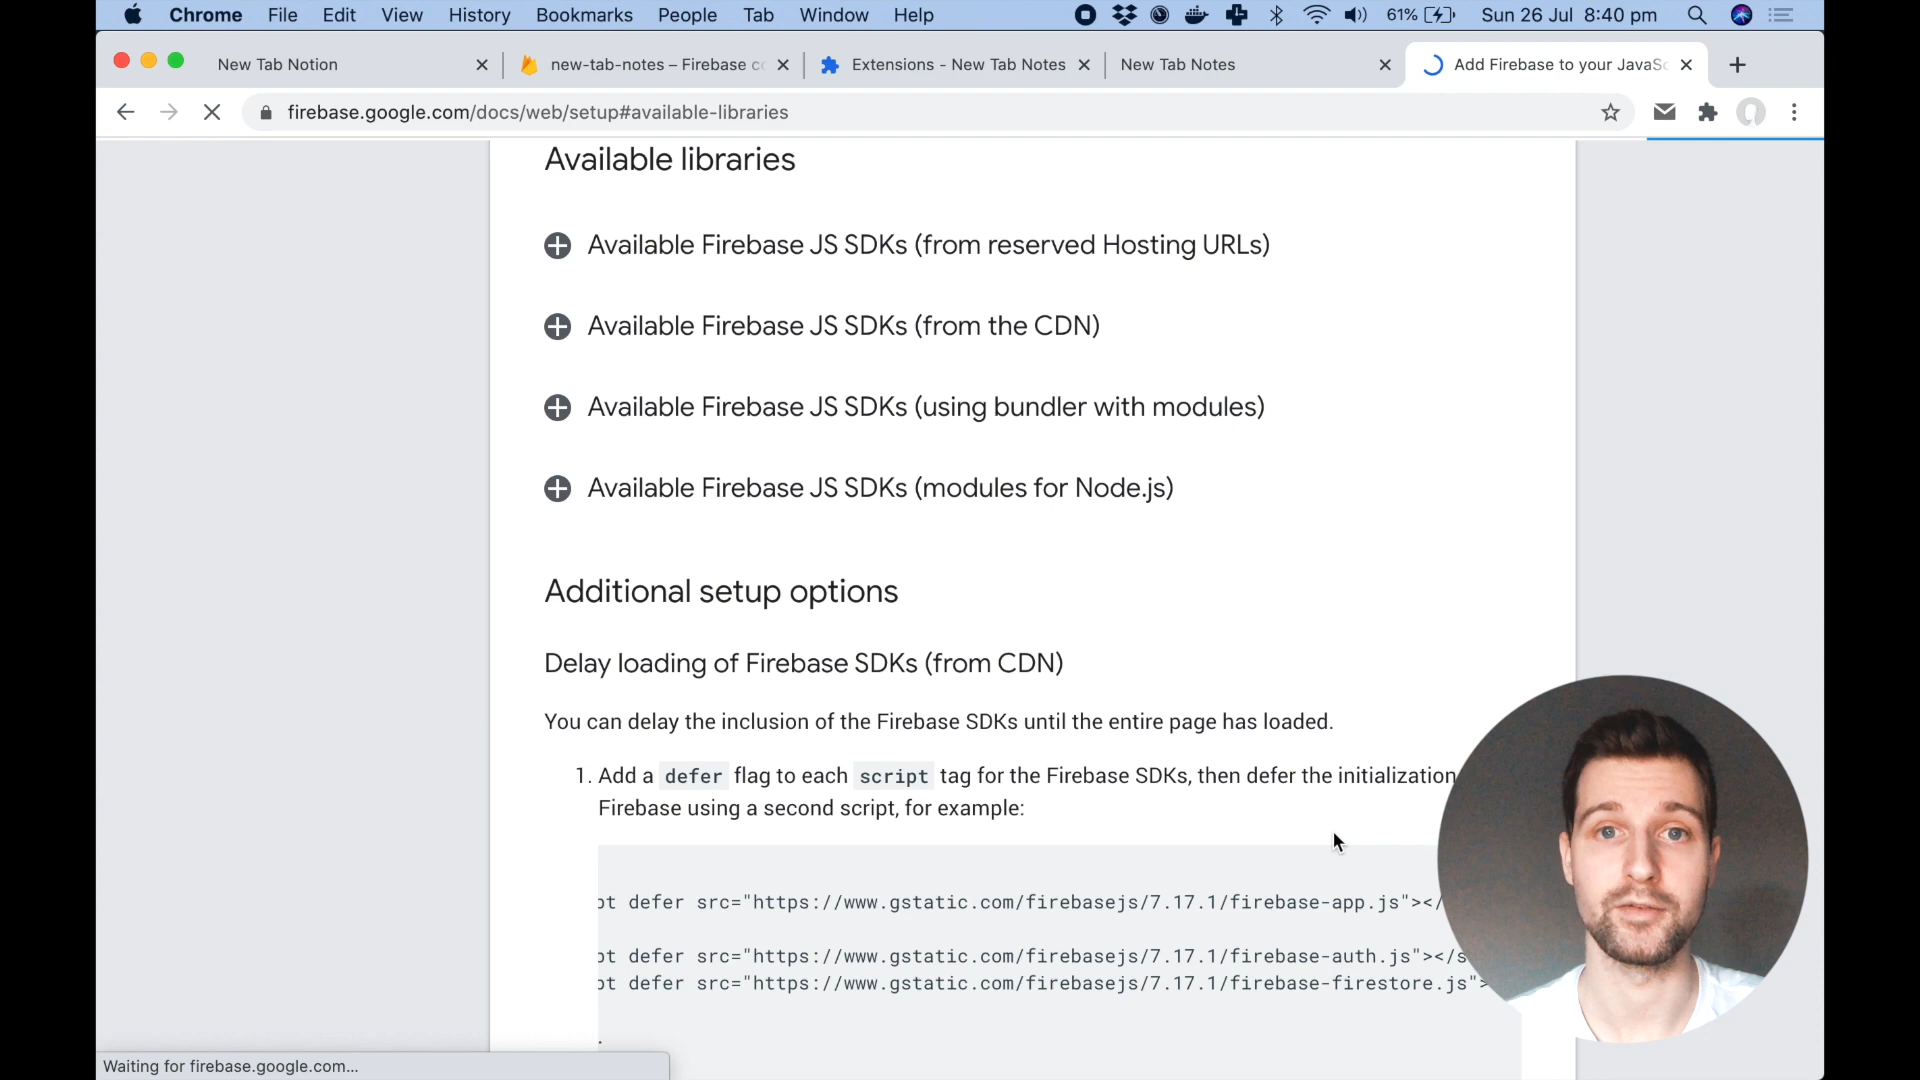 Chrome File Edit View History Bookmarks People Tab Window Help 61% Sun 26 Jul 8:40 pm
New Tab Notion new-tab-notes – Firebase co Extensions - New Tab Notes New Tab Notes Add Firebase to your JavaSc
firebase.google.com/docs/web/setup#available-libraries
Available libraries
Available Firebase JS SDKs (from reserved Hosting URLs)
Available Firebase JS SDKs (from the CDN)
Available Firebase JS SDKs (using bundler with modules)
Available Firebase JS SDKs (modules for Node.js)
Additional setup options
Delay loading of Firebase SDKs (from CDN)
You can delay the inclusion of the Firebase SDKs until the entire page has loaded.
1. Add a defer flag to each script tag for the Firebase SDKs, then defer the initialization
Firebase using a second script, for example:
pt defer src="https://www.gstatic.com/firebasejs/7.17.1/firebase-app.js"></
pt defer src="https://www.gstatic.com/firebasejs/7.17.1/firebase-auth.js"></s
pt defer src="https://www.gstatic.com/firebasejs/7.17.1/firebase-firestore.js">
.
Waiting for firebase.google.com...